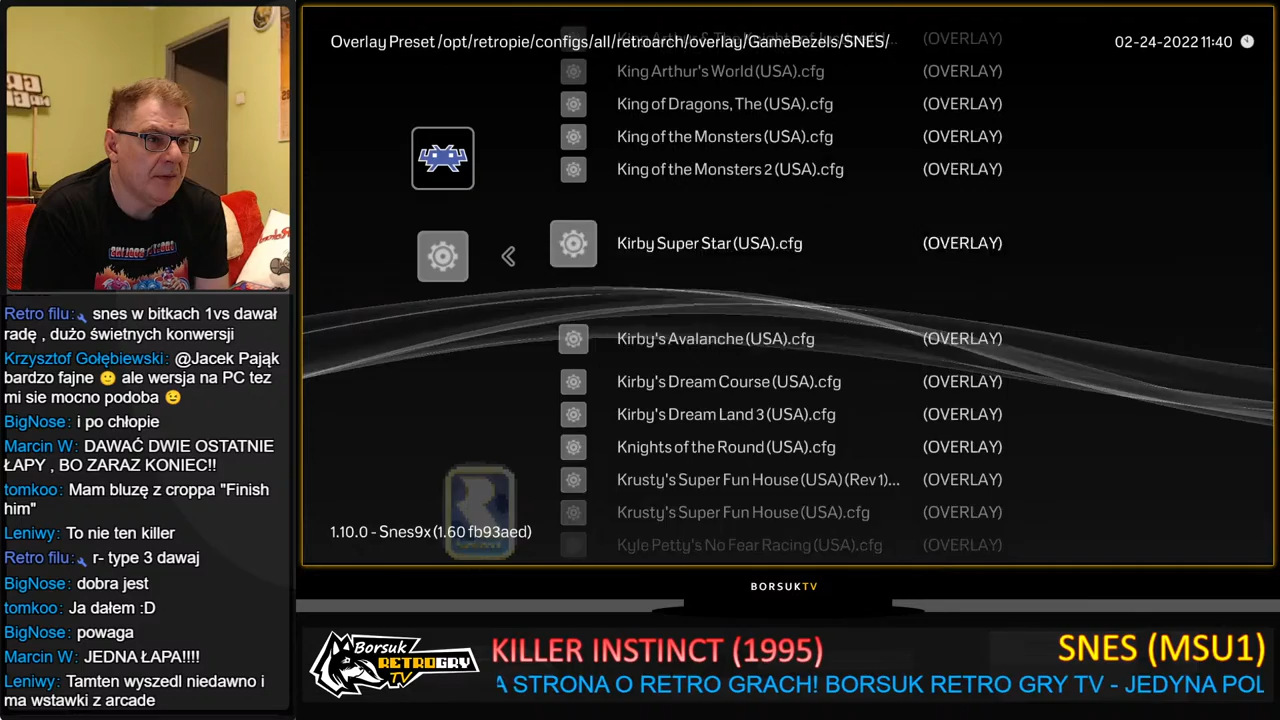 Overlay Preset /opt/retropie/configs/all/retroarch/overlay/GameBezels/SNES/
02-24-2022 11:40
(OVERLAY)
King Arthur's World (USA).cfg (OVERLAY)
King of Dragons, The (USA).cfg (OVERLAY)
King of the Monsters (USA).cfg (OVERLAY)
King of the Monsters 2 (USA).cfg (OVERLAY)
Kirby Super Star (USA).cfg (OVERLAY)
Kirby's Avalanche (USA).cfg (OVERLAY)
Kirby's Dream Course (USA).cfg (OVERLAY)
Kirby's Dream Land 3 (USA).cfg (OVERLAY)
Knights of the Round (USA).cfg (OVERLAY)
Krusty's Super Fun House (USA) (Rev 1)... (OVERLAY)
Krusty's Super Fun House (USA).cfg (OVERLAY)
Kyle Petty's No Fear Racing (USA).cfg (OVERLAY)
1.10.0 - Snes9x (1.60 fb93aed)
Retro filu: snes w bitkach 1vs dawał
radę , dużo świetnych konwersji
Krzysztof Gołębiewski: @Jacek Pająk
bardzo fajne 🙂 ale wersja na PC tez
mi sie mocno podoba 😉
BigNose: i po chłopie
Marcin W: DAWAĆ DWIE OSTATNIE
ŁAPY , BO ZARAZ KONIEC!!
tomkoo: Mam bluzę z croppa "Finish
him"
Leniwy: To nie ten killer
Retro filu: r- type 3 dawaj
BigNose: dobra jest
tomkoo: Ja dałem :D
BigNose: powaga
Marcin W: JEDNA ŁAPA!!!!
Leniwy: Tamten wyszedl niedawno i
ma wstawki z arcade
BORSUKTV
Borsuk
RETROGRY
TV
KILLER INSTINCT (1995)
SNES (MSU1)
A STRONA O RETRO GRACH! BORSUK RETRO GRY TV - JEDYNA POL